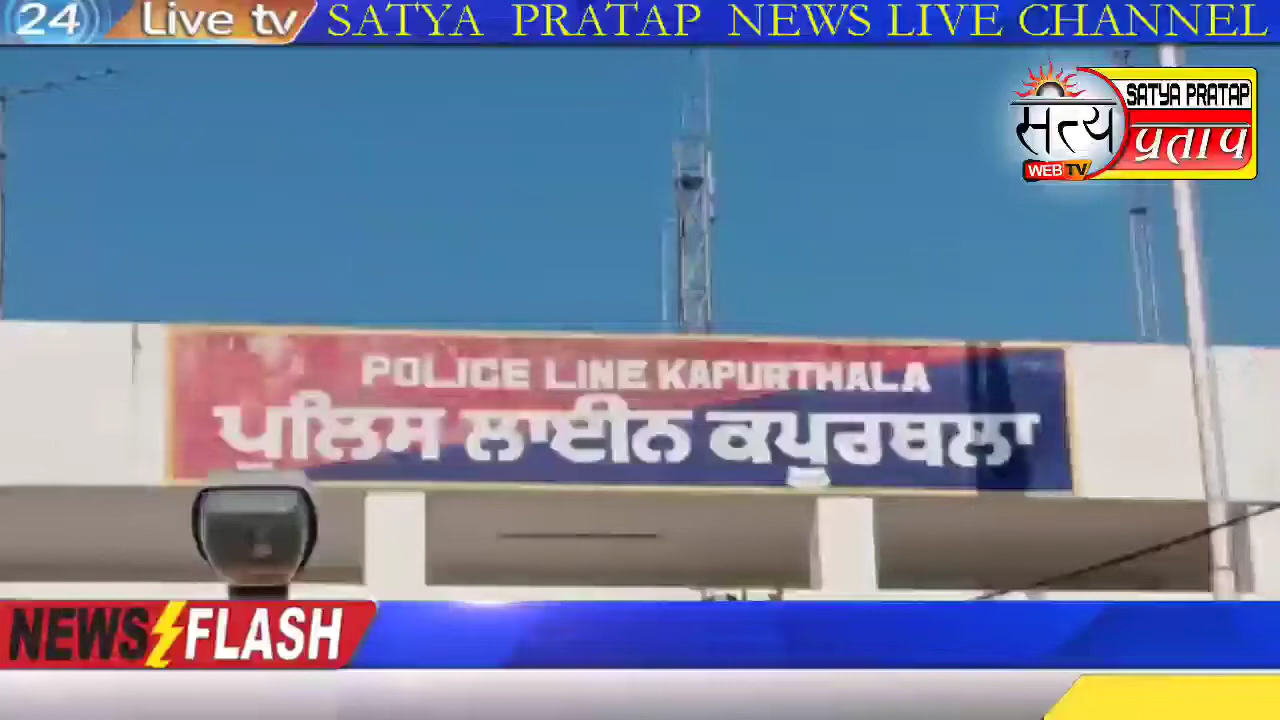 24 Live tv SATYA PRATAP NEWS LIVE CHANNEL
सत्य
SATYA PRATAP
प्रताप
WEB TV
POLICE LINE KAPURTHALA
ਪੁਲਿਸ ਲਾਈਨ ਕਪੂਰਥਲਾ
NEWS FLASH